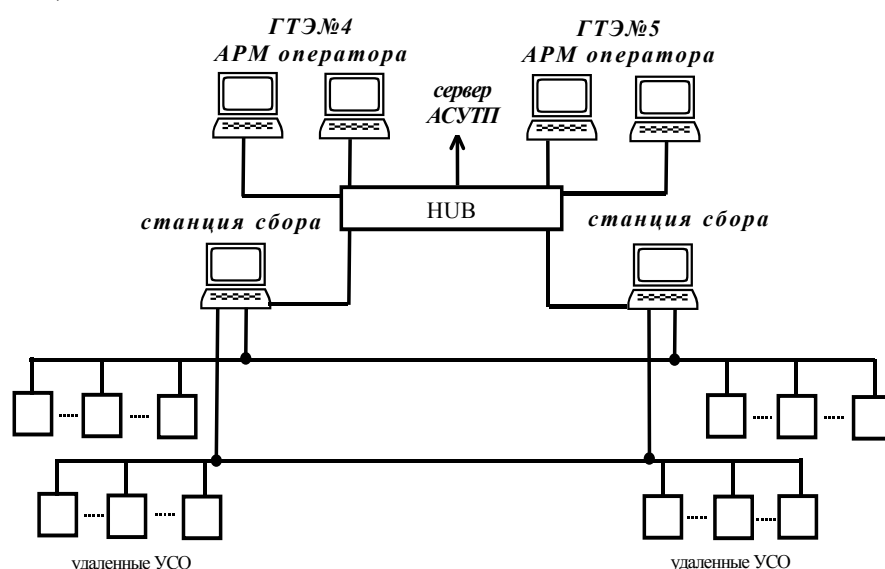 ГТЭ№4
АРМ оператора
ГТЭ№5
АРМ оператора
сервер
АСУТП
HUB
станция сбора
станция сбора
удаленные УСО
удаленные УСО